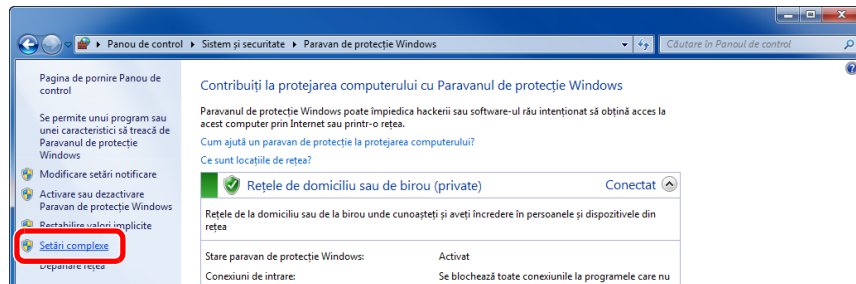 Panou de control ▸ Sistem și securitate ▸ Paravan de protecție Windows
Căutare în Panoul de control
Pagina de pornire Panou de
control
Se permite unui program sau
unei caracteristici să treacă de
Paravanul de protecție
Windows
Modificare setări notificare
Activare sau dezactivare
Paravan de protecție Windows
Restabilire valori implicite
Setări complexe
Depanare rețea
Contribuiți la protejarea computerului cu Paravanul de protecție Windows
Paravanul de protecție Windows poate împiedica hackerii sau software-ul rău intenționat să obțină acces la
acest computer prin Internet sau printr-o rețea.
Cum ajută un paravan de protecție la protejarea computerului?
Ce sunt locațiile de rețea?
Rețele de domiciliu sau de birou (private) Conectat
Rețele de la domiciliu sau de la birou unde cunoașteți și aveți încredere în persoanele și dispozitivele din
rețea
Stare paravan de protecție Windows: Activat
Conexiuni de intrare: Se blochează toate conexiunile la programele care nu